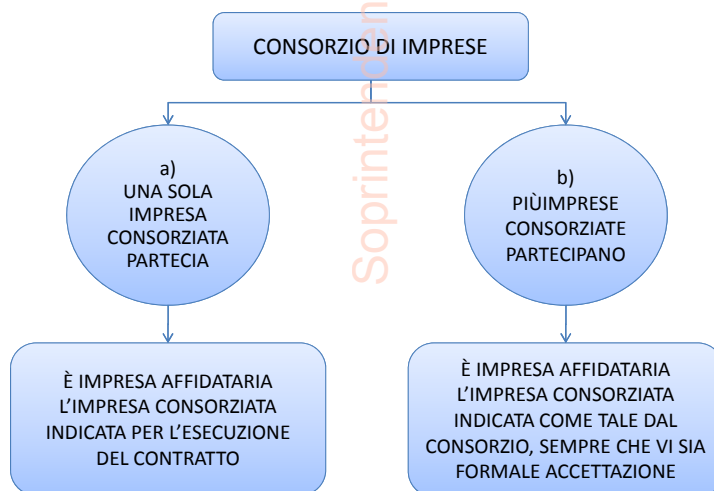 CONSORZIO DI IMPRESE
Soprintenden
a)
UNA SOLA
IMPRESA
CONSORZIATA
PARTECIA
b)
PIÙIMPRESE
CONSORZIATE
PARTECIPANO
È IMPRESA AFFIDATARIA
L'IMPRESA CONSORZIATA
INDICATA PER L'ESECUZIONE
DEL CONTRATTO
È IMPRESA AFFIDATARIA
L'IMPRESA CONSORZIATA
INDICATA COME TALE DAL
CONSORZIO, SEMPRE CHE VI SIA
FORMALE ACCETTAZIONE